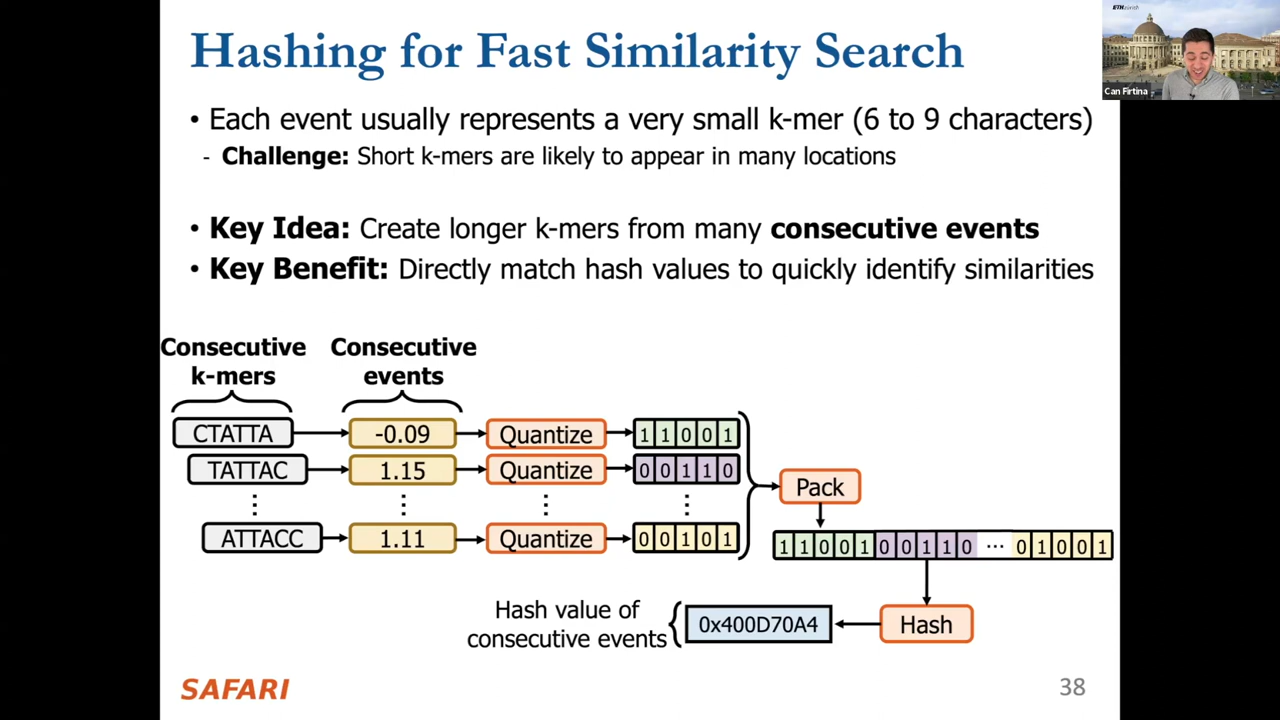 Hashing for Fast Similarity Search
ETH zürich
Can Firtina
• Each event usually represents a very small k-mer (6 to 9 characters)
- Challenge: Short k-mers are likely to appear in many locations
• Key Idea: Create longer k-mers from many consecutive events
• Key Benefit: Directly match hash values to quickly identify similarities
Consecutive
k-mers
Consecutive
events
CTATTA
-0.09
Quantize
1 1 0 0 1
TATTAC
1.15
Quantize
0 0 1 1 0
ATTACC
1.11
Quantize
0 0 1 0 1
Pack
1 1 0 0 1 0 0 1 1 0 ... 0 1 0 0 1
Hash
0x400D70A4
Hash value of
consecutive events
SAFARI
38